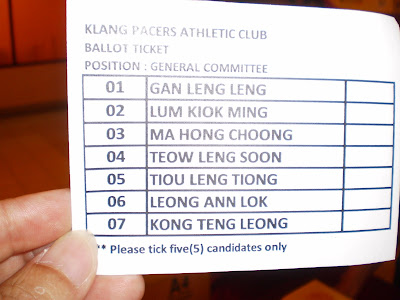 KLANG PACERS ATHLETIC CLUB
BALLOT TICKET
POSITION : GENERAL COMMITTEE
01 GAN LENG LENG
02 LUM KIOK MING
03 MA HONG CHOONG
04 TEOW LENG SOON
05 TIOU LENG TIONG
06 LEONG ANN LOK
07 KONG TENG LEONG
** Please tick five(5) candidates only